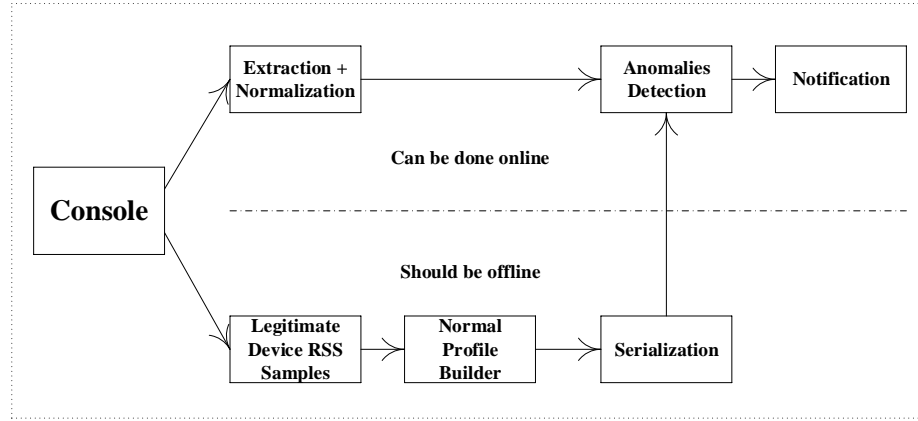 Extraction +
Normalization
Anomalies
Detection
Notification
Can be done online
Console
Should be offline
Legitimate
Device RSS
Samples
Normal
Profile
Builder
Serialization